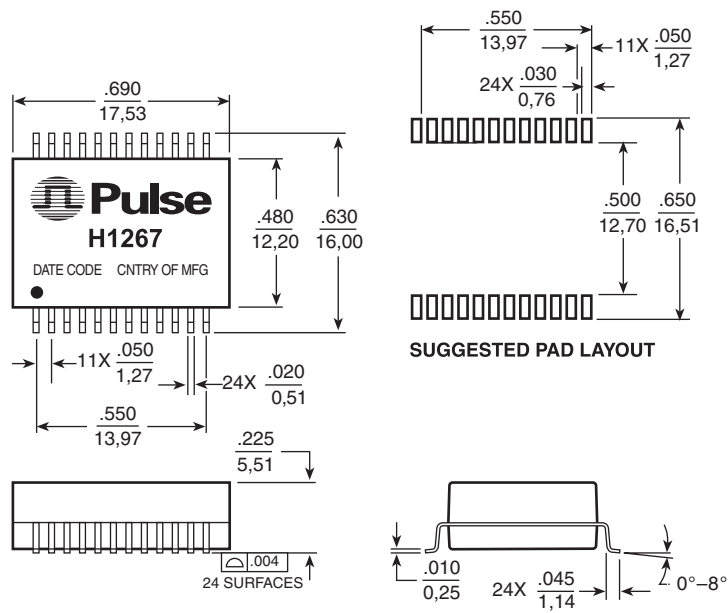 .690
17,53
Pulse
H1267
DATE CODE CNTRY OF MFG
.480
12,20
.630
16,00
11X .050
1,27
24X .020
0,51
.550
13,97
.550
13,97
11X .050
1,27
24X .030
0,76
.500
12,70
.650
16,51
SUGGESTED PAD LAYOUT
.225
5,51
.004
24 SURFACES
.010
0,25
24X .045
1,14
0°–8°